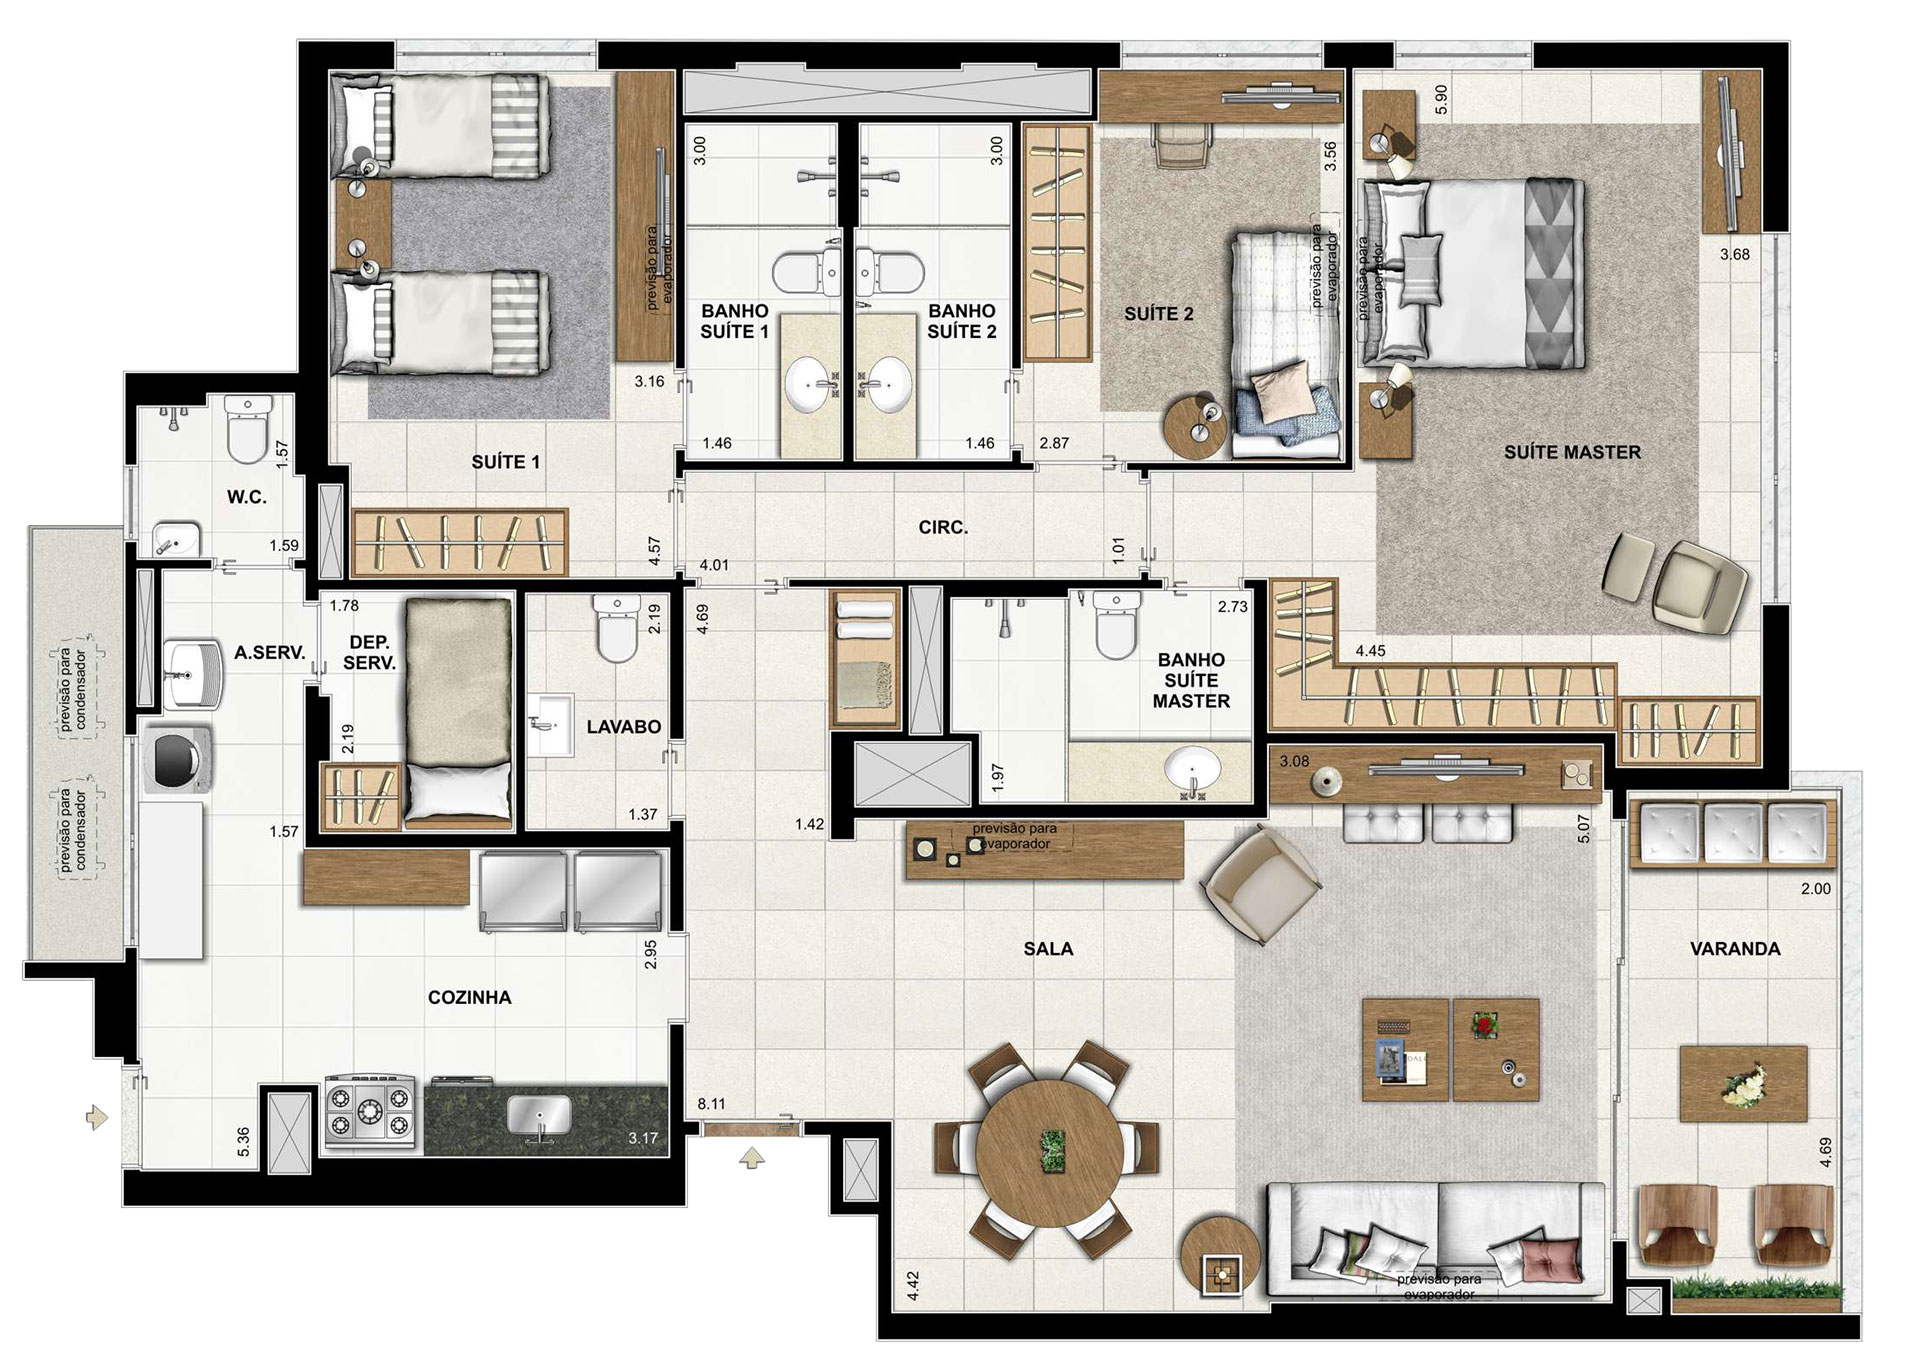 5.90
3.00
3.00
3.56
previsão para
evaporador
previsão para
evaporador
previsão para
evaporador
3.68
BANHO
SUÍTE 1
BANHO
SUÍTE 2
SUÍTE 2
3.16
1.46
1.46
2.87
SUÍTE 1
SUÍTE MASTER
1.57
W.C.
1.59
4.57
4.01
CIRC.
1.01
1.78
2.19
4.69
2.73
A.SERV.
DEP.
SERV.
4.45
previsão para
condensador
BANHO
SUÍTE
MASTER
LAVABO
2.19
1.97
3.08
previsão para
condensador
1.57
1.37
1.42
previsão para
evaporador
5.07
2.00
2.95
SALA
VARANDA
COZINHA
DALÍ
8.11
5.36
3.17
4.69
4.42
previsão para
evaporador